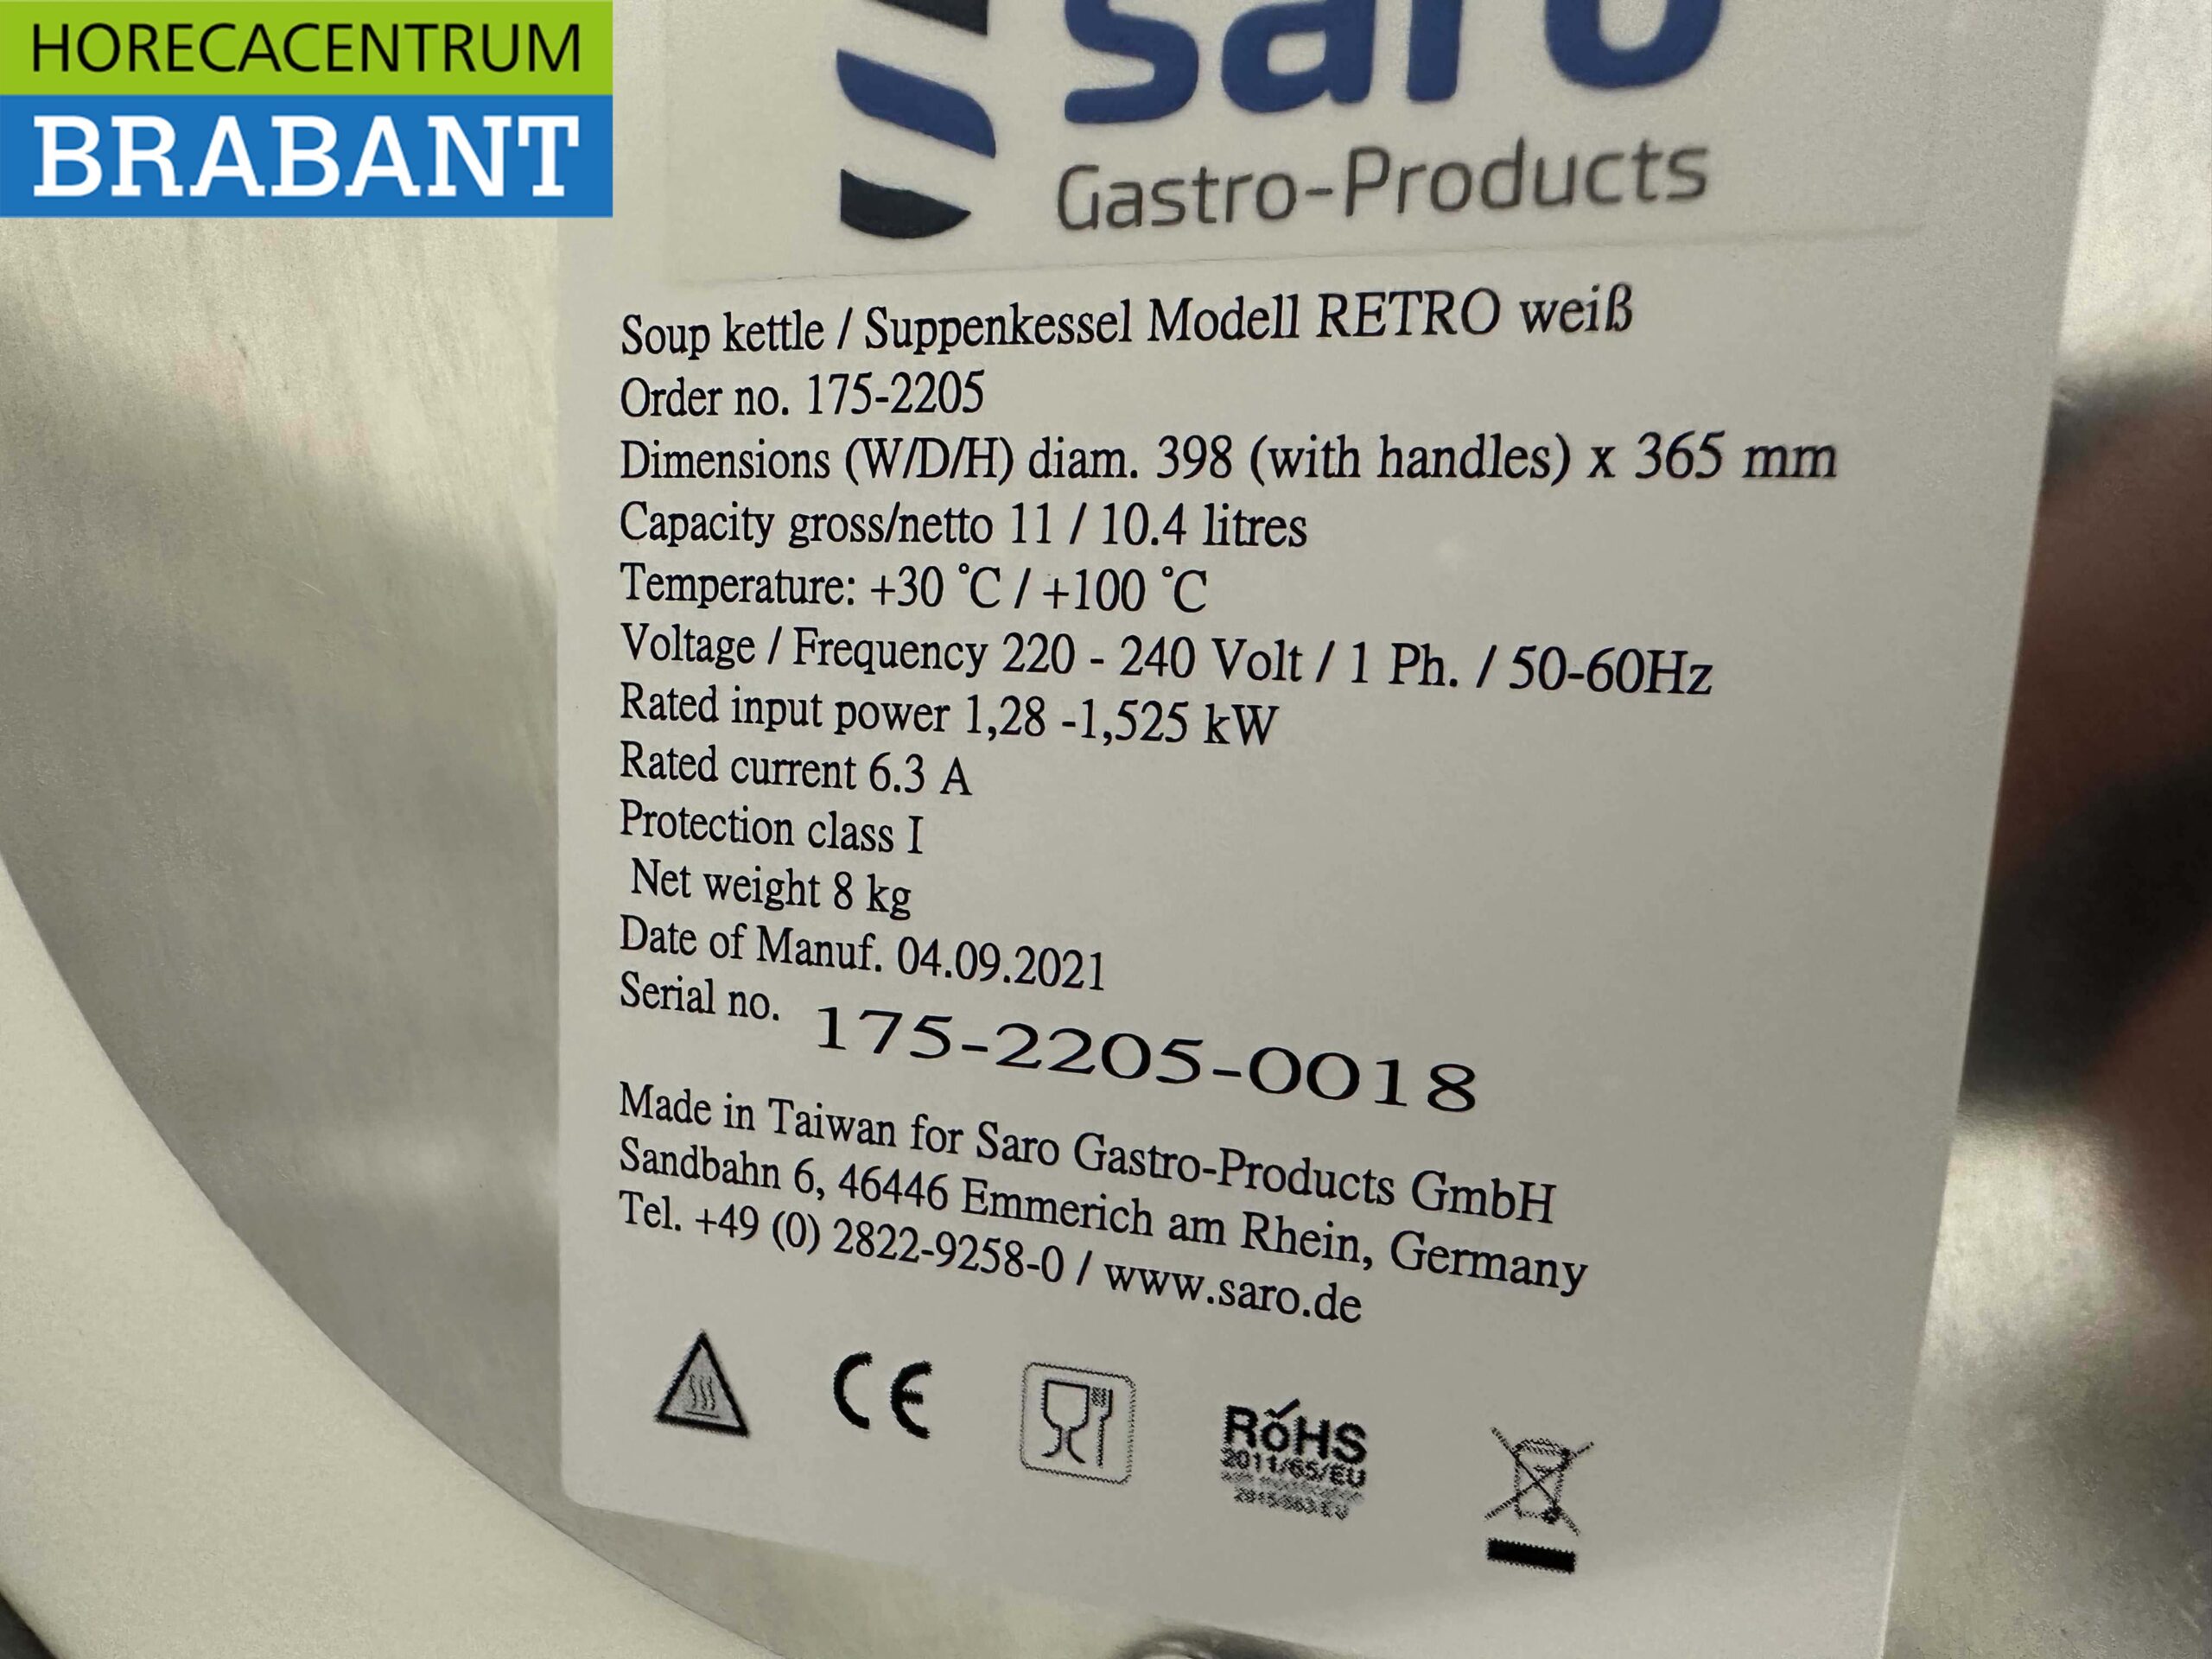 HORECACENTRUM
BRABANT
saro
Gastro-Products
Soup kettle / Suppenkessel Modell RETRO weiß
Order no. 175-2205
Dimensions (W/D/H) diam. 398 (with handles) x 365 mm
Capacity gross/netto 11 / 10.4 litres
Temperature: +30 °C / +100 °C
Voltage / Frequency 220 - 240 Volt / 1 Ph. / 50-60Hz
Rated input power 1,28 -1,525 kW
Rated current 6.3 A
Protection class I
Net weight 8 kg
Date of Manuf. 04.09.2021
Serial no. 175-2205-0018
Made in Taiwan for Saro Gastro-Products GmbH
Sandbahn 6, 46446 Emmerich am Rhein, Germany
Tel. +49 (0) 2822-9258-0 / www.saro.de
CE
RoHS
2011/65/EU